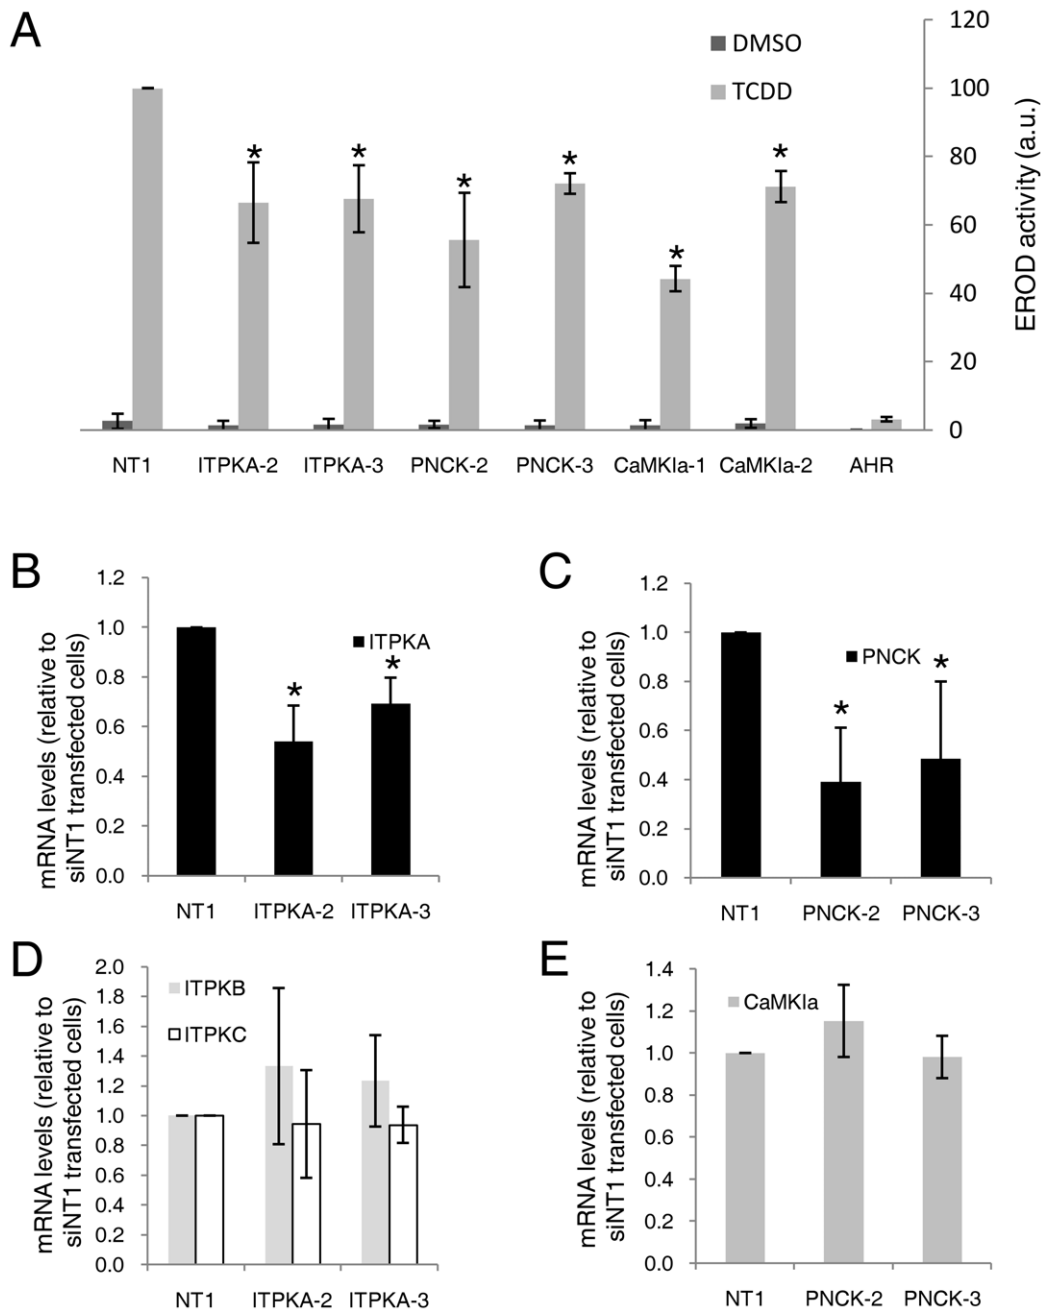 A
DMSO
TCDD
120
100
80
60
40
20
0
EROD activity (a.u.)
* * * * * *
NT1 ITPKA-2 ITPKA-3 PNCK-2 PNCK-3 CaMKIa-1 CaMKIa-2 AHR
B
mRNA levels (relative to
siNT1 transfected cells)
1.2
1.0
0.8
0.6
0.4
0.2
0.0
ITPKA
* *
NT1 ITPKA-2 ITPKA-3
C
mRNA levels (relative to
siNT1 transfected cells)
1.2
1.0
0.8
0.6
0.4
0.2
0.0
PNCK
* *
NT1 PNCK-2 PNCK-3
D
mRNA levels (relative to
siNT1 transfected cells)
2.0
1.8
1.6
1.4
1.2
1.0
0.8
0.6
0.4
0.2
0.0
ITPKB
ITPKC
NT1 ITPKA-2 ITPKA-3
E
mRNA levels (relative to
siNT1 transfected cells)
1.4
1.2
1.0
0.8
0.6
0.4
0.2
0.0
CaMKIa
NT1 PNCK-2 PNCK-3